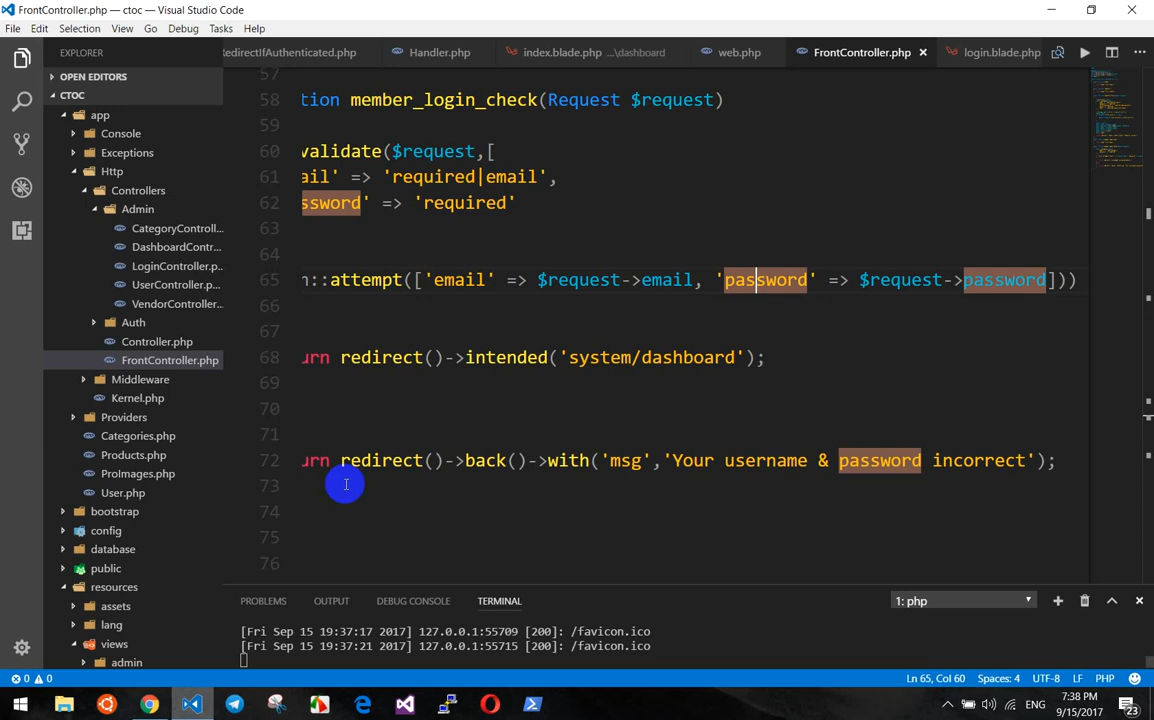 FrontController.php — ctoc — Visual Studio Code
File Edit Selection View Go Debug Tasks Help
EXPLORER
RedirectIfAuthenticated.php Handler.php index.blade.php ...\dashboard web.php FrontController.php login.blade.php
OPEN EDITORS
CTOC
app
Console
Exceptions
Http
Controllers
Admin
CategoryControll...
DashboardContr...
LoginController.p...
UserController.p...
VendorController...
Auth
Controller.php
FrontController.php
Middleware
Kernel.php
Providers
Categories.php
Products.php
ProImages.php
User.php
bootstrap
config
database
public
resources
assets
lang
views
admin
57
58 tion member_login_check(Request $request)
59
60 validate($request,[
61 ail' => 'required|email',
62 ssword' => 'required'
63
64
65 n::attempt(['email' => $request->email, 'password' => $request->password]))
66
67
68 urn redirect()->intended('system/dashboard');
69
70
71
72 urn redirect()->back()->with('msg','Your username & password incorrect');
73
74
75
76
PROBLEMS OUTPUT DEBUG CONSOLE TERMINAL 1: php
[Fri Sep 15 19:37:17 2017] 127.0.0.1:55709 [200]: /favicon.ico
[Fri Sep 15 19:37:21 2017] 127.0.0.1:55715 [200]: /favicon.ico
0 0 Ln 65, Col 60 Spaces: 4 UTF-8 LF PHP
ENG
7:38 PM
9/15/2017
23